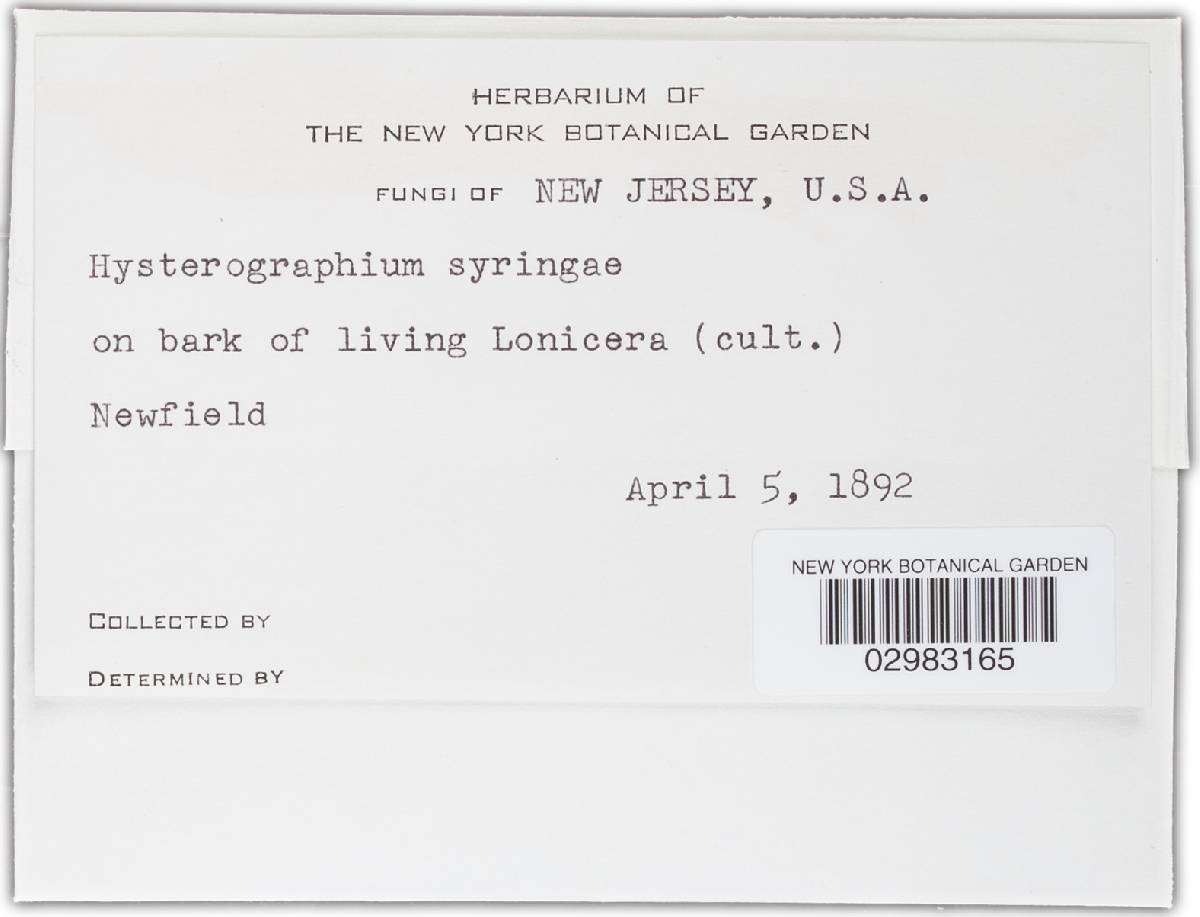 HERBARIUM OF
THE NEW YORK BOTANICAL GARDEN
FUNGI OF NEW JERSEY, U.S.A.
Hysterographium syringae
on bark of living Lonicera (cult.)
Newfield
April 5, 1892
NEW YORK BOTANICAL GARDEN
02983165
COLLECTED BY
DETERMINED BY